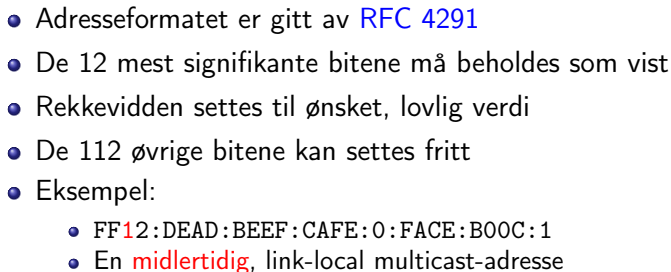 Adresseformatet er gitt av RFC 4291
De 12 mest signifikante bitene må beholdes som vist
Rekkevidden settes til ønsket, lovlig verdi
De 112 øvrige bitene kan settes fritt
Eksempel:
FF12:DEAD:BEEF:CAFE:0:FACE:B00C:1
En midlertidig, link-local multicast-adresse